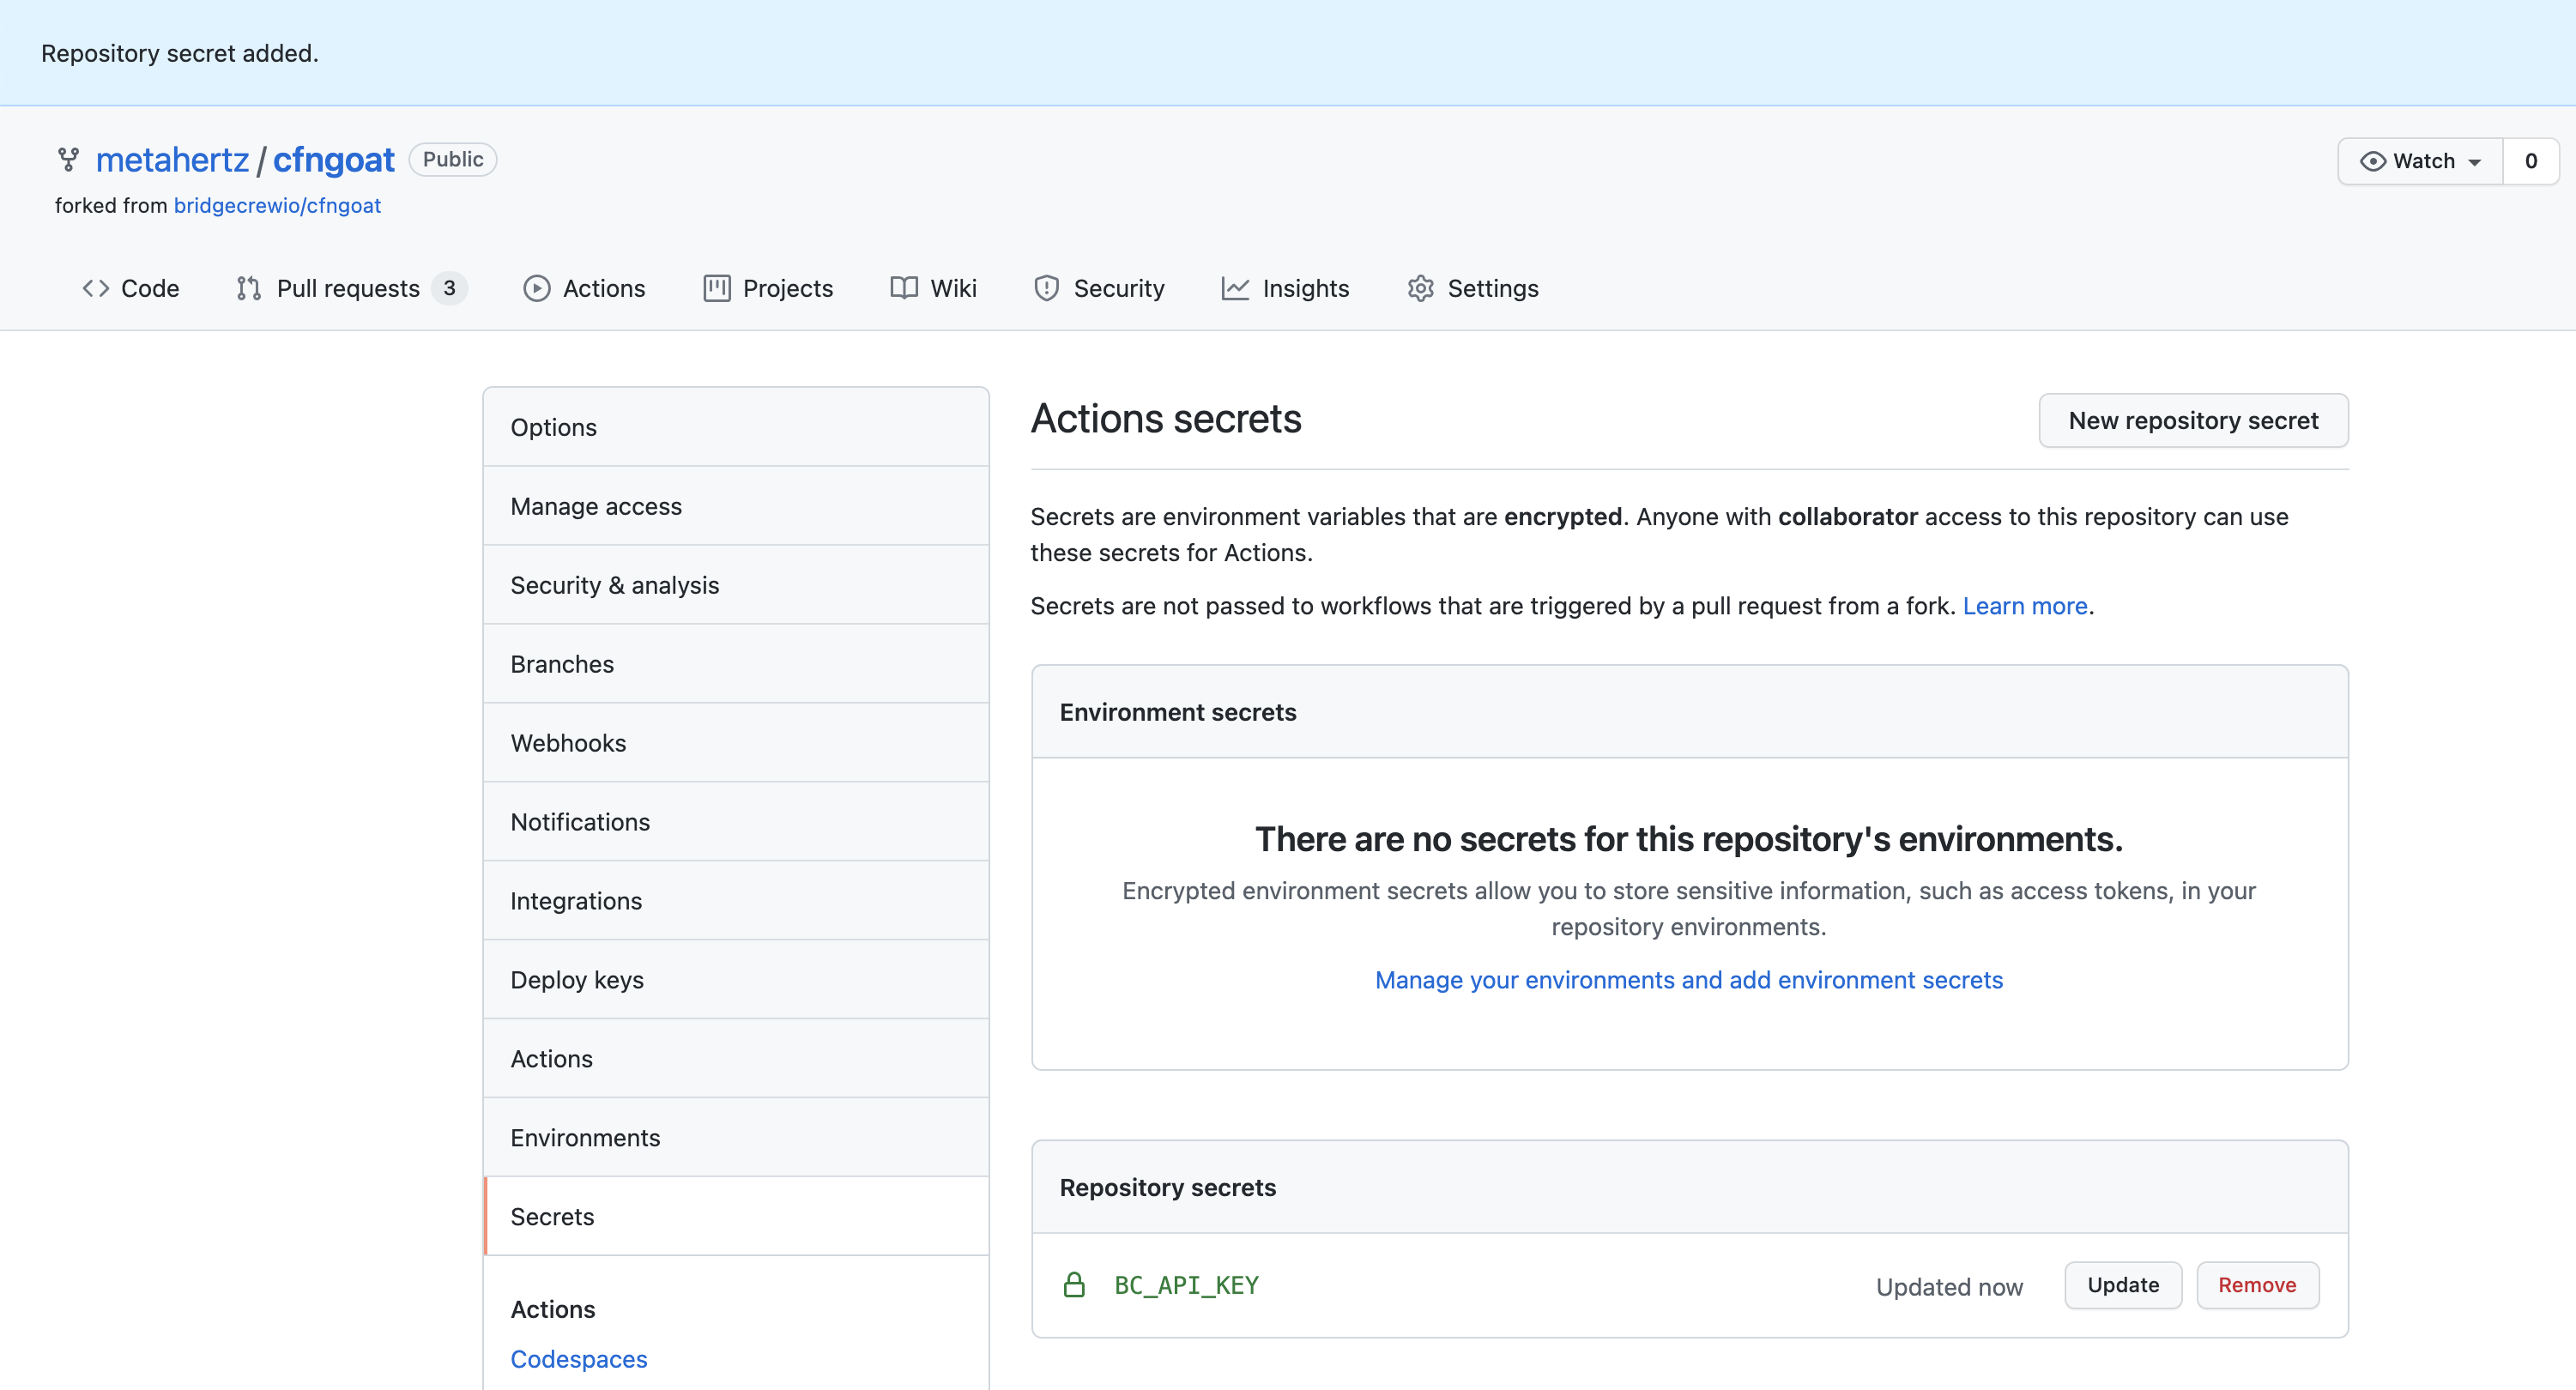 Repository secret added.
metahertz / cfngoat Public
Watch 0
forked from bridgecrewio/cfngoat
Code Pull requests 3 Actions Projects Wiki Security Insights Settings
Options
Manage access
Security & analysis
Branches
Webhooks
Notifications
Integrations
Deploy keys
Actions
Environments
Secrets
Actions
Codespaces
Actions secrets
New repository secret
Secrets are environment variables that are encrypted. Anyone with collaborator access to this repository can use
these secrets for Actions.
Secrets are not passed to workflows that are triggered by a pull request from a fork. Learn more.
Environment secrets
There are no secrets for this repository's environments.
Encrypted environment secrets allow you to store sensitive information, such as access tokens, in your
repository environments.
Manage your environments and add environment secrets
Repository secrets
BC_API_KEY Updated now Update Remove